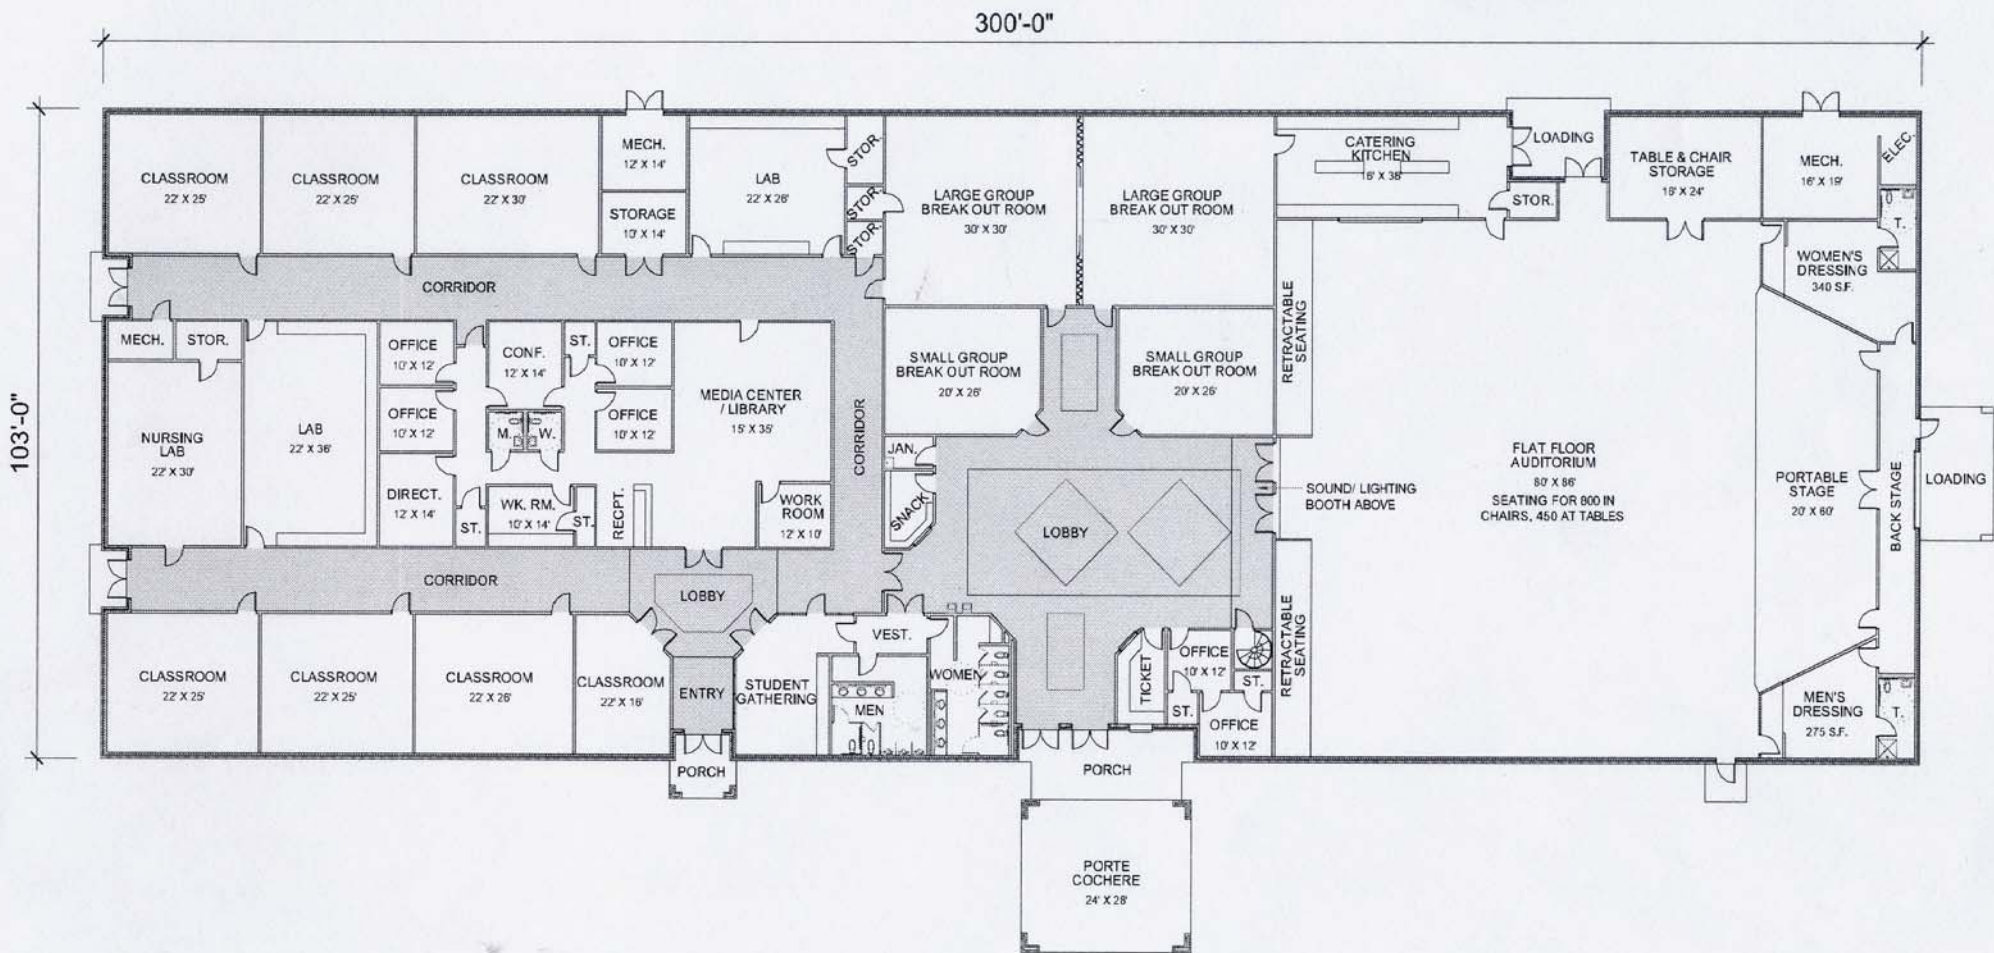 300'-0"
103'-0"
CLASSROOM
22' X 25'
CLASSROOM
22' X 25'
CLASSROOM
22' X 30'
MECH.
12' X 14'
STORAGE
10' X 14'
LAB
22' X 26'
STOR.
STOR.
STOR.
LARGE GROUP
BREAK OUT ROOM
30' X 30'
LARGE GROUP
BREAK OUT ROOM
30' X 30'
CATERING
KITCHEN
16' X 38'
LOADING
STOR.
TABLE & CHAIR
STORAGE
16' X 24'
MECH.
16' X 19'
ELEC.
T.
WOMEN'S
DRESSING
340 S.F.
CORRIDOR
MECH.
STOR.
NURSING
LAB
22' X 30'
LAB
22' X 36'
OFFICE
10' X 12'
OFFICE
10' X 12'
DIRECT.
12' X 14'
ST.
CONF.
12' X 14'
ST.
OFFICE
10' X 12'
OFFICE
10' X 12'
M.
W.
WK. RM.
10' X 14'
ST.
RECPT.
MEDIA CENTER
/ LIBRARY
15' X 35'
WORK
ROOM
12' X 10'
CORRIDOR
SMALL GROUP
BREAK OUT ROOM
20' X 26'
SMALL GROUP
BREAK OUT ROOM
20' X 26'
JAN.
SNACK
LOBBY
RETRACTABLE
SEATING
SOUND/ LIGHTING
BOOTH ABOVE
FLAT FLOOR
AUDITORIUM
80' X 86'
SEATING FOR 800 IN
CHAIRS, 450 AT TABLES
PORTABLE
STAGE
20' X 60'
BACK STAGE
LOADING
CORRIDOR
LOBBY
CLASSROOM
22' X 25'
CLASSROOM
22' X 25'
CLASSROOM
22' X 26'
CLASSROOM
22' X 16'
ENTRY
STUDENT
GATHERING
VEST.
MEN
WOMEN
TICKET
OFFICE
10' X 12'
ST.
ST.
OFFICE
10' X 12'
RETRACTABLE
SEATING
MEN'S
DRESSING
275 S.F.
T.
PORCH
PORCH
PORTE
COCHERE
24' X 28'